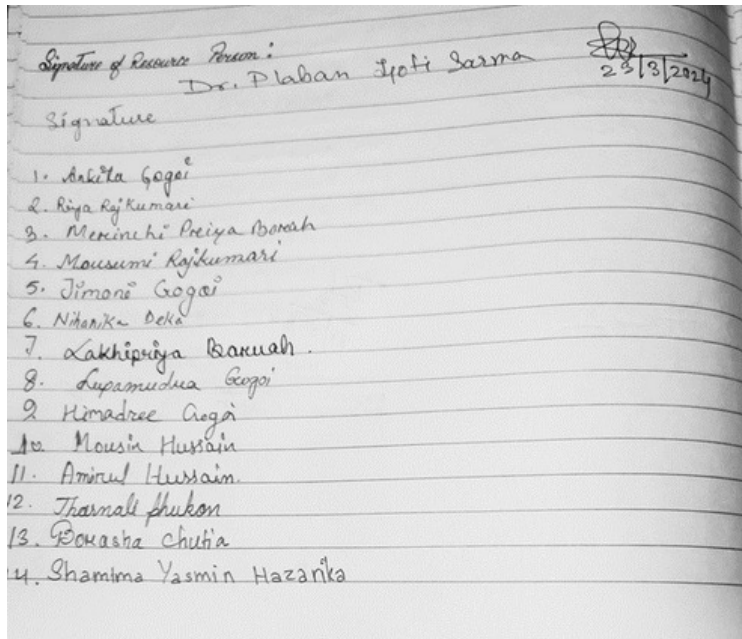 Signature of Resource Person :
Dr. Plaban Jyoti Sarma
23/3/2024
Signature
1. Ankita Gogoi
2. Riya Rajkumari
3. Merinchi Preiya Borah
4. Mousumi Rajkumari
5. Jimoni Gogoi
6. Niharika Deka
7. Lakhipriya Baruah.
8. Lupamudra Gogoi
9 Himadree Gogoi
10. Mousin Hussain
11. Aminul Hussain.
12. Phukon
13. Borasha Chutia
14. Shamima Yasmin Hazarika